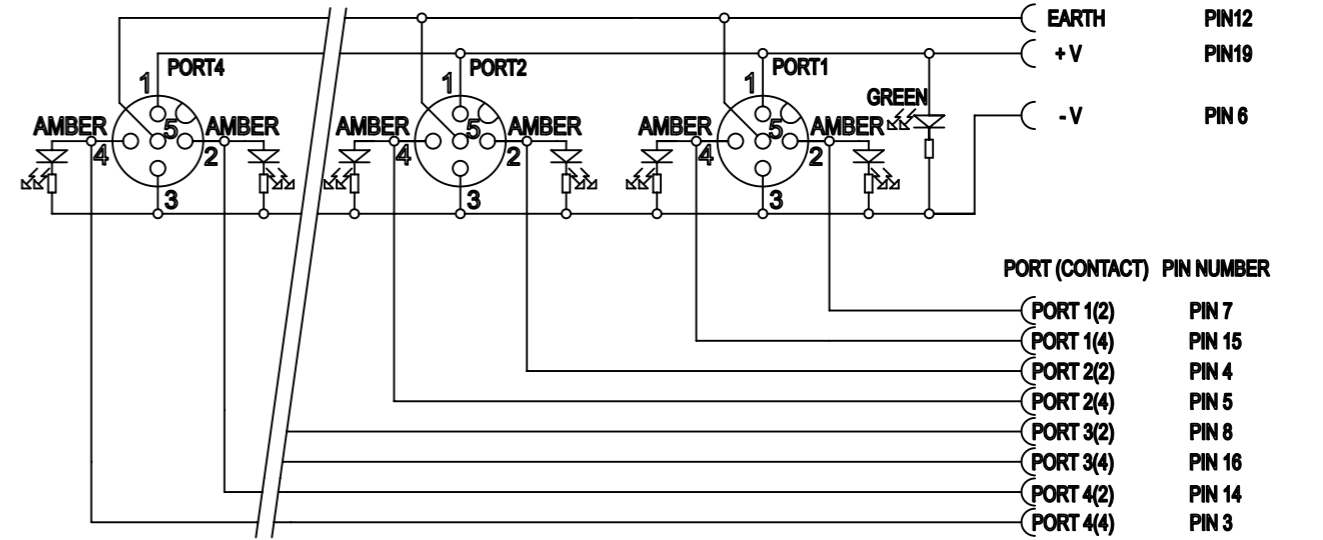 EARTH PIN12
+V PIN19
PORT4 PORT2 PORT1
1 1 1
GREEN
-V PIN 6
AMBER 5 AMBER AMBER 5 AMBER AMBER 5 AMBER
4 2 4 2 4 2
3 3 3
PORT (CONTACT) PIN NUMBER
PORT 1(2) PIN 7
PORT 1(4) PIN 15
PORT 2(2) PIN 4
PORT 2(4) PIN 5
PORT 3(2) PIN 8
PORT 3(4) PIN 16
PORT 4(2) PIN 14
PORT 4(4) PIN 3